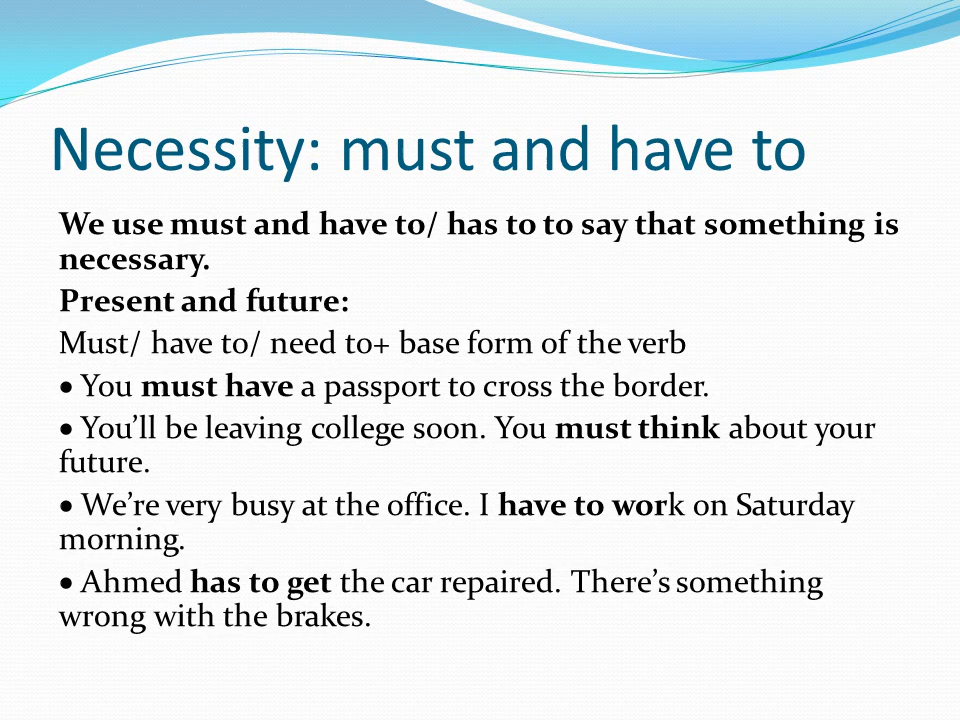 Necessity: must and have to
We use must and have to/ has to to say that something is
necessary.
Present and future:
Must/ have to/ need to+ base form of the verb
• You must have a passport to cross the border.
• You’ll be leaving college soon. You must think about your
future.
• We’re very busy at the office. I have to work on Saturday
morning.
• Ahmed has to get the car repaired. There’s something
wrong with the brakes.